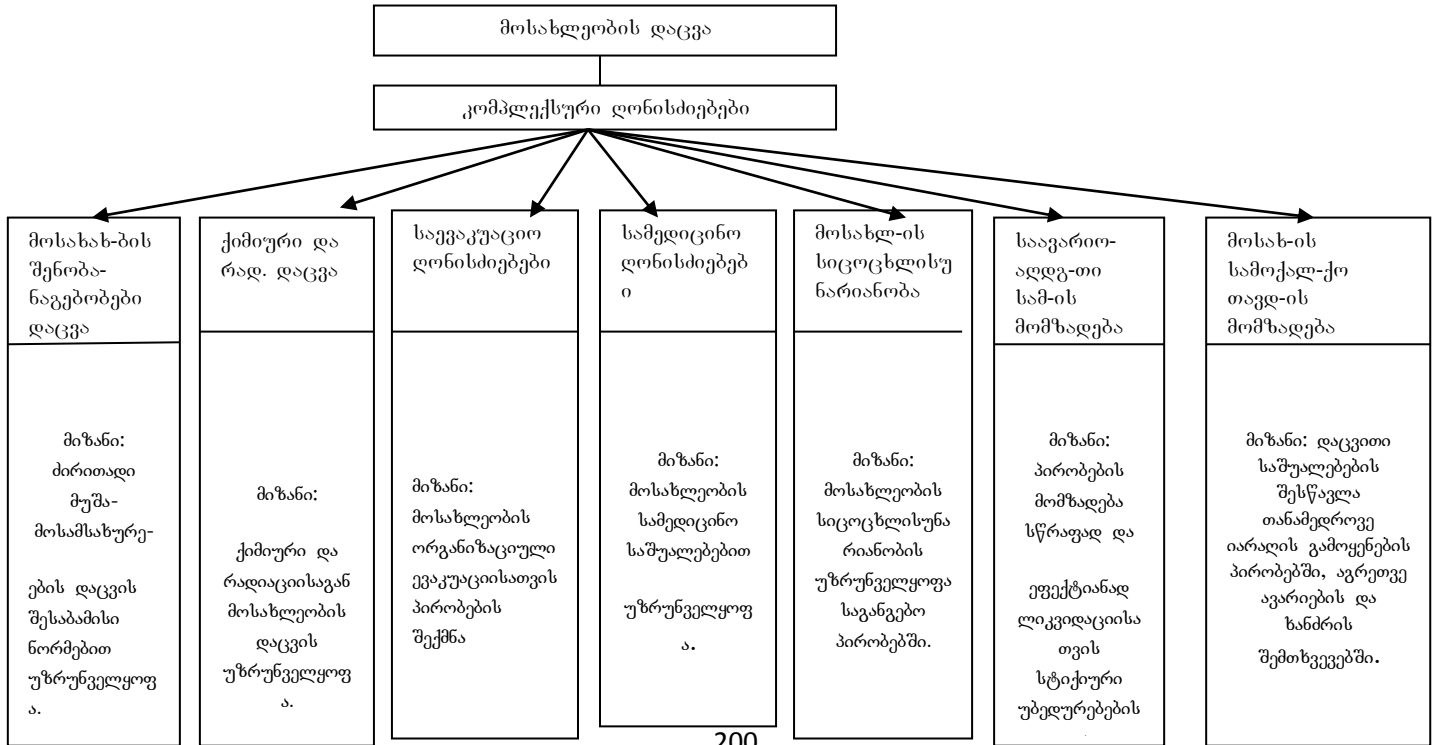 მოსახლეობის დაცვა
კომპლექსური ღონისძიებები
მოსახახ-ბის
შენობა-
ნაგებობები
დაცვა
მიზანი:
ძირითადი
მუშა-
მოსამსახურე-
ების დაცვის
შესაბამისი
ნორმებით
უზრუნველყოფ
ა.
ქიმიური და
რად. დაცვა
მიზანი:
ქიმიური და
რადიაციისაგან
მოსახლეობის
დაცვის
უზრუნველყოფ
ა.
საევაკუაციო
ღონისძიებები
მიზანი:
მოსახლეობის
ორგანიზაციული
ევაკუაციისათვის
პირობების
შექმნა
სამედიცინო
ღონისძიებებ
ი
მიზანი:
მოსახლეობის
სამედიცინო
საშუალებებით
უზრუნველყოფ
ა.
მოსახლ-ის
სიცოცხლისუ
ნარიანობა
მიზანი:
მოსახლეობის
სიცოცხლისუნა
რიანობის
უზრუნველყოფა
საგანგებო
პირობებში.
საავარიო-
აღდგ-თი
სამ-ის
მომზადება
მიზანი:
პირობების
მომზადება
სწრაფად და
ეფექტიანად
ლიკვიდაციისა
თვის
სტიქიური
უბედურებების
მოსახ-ის
სამოქალ-ქო
თავდ-ის
მომზადება
მიზანი: დაცვითი
საშუალებების
შესწავლა
თანამედროვე
იარაღის გამოყენების
პირობებში, აგრეთვე
ავარიების და
ხანძრის
შემთხვევებში.
200